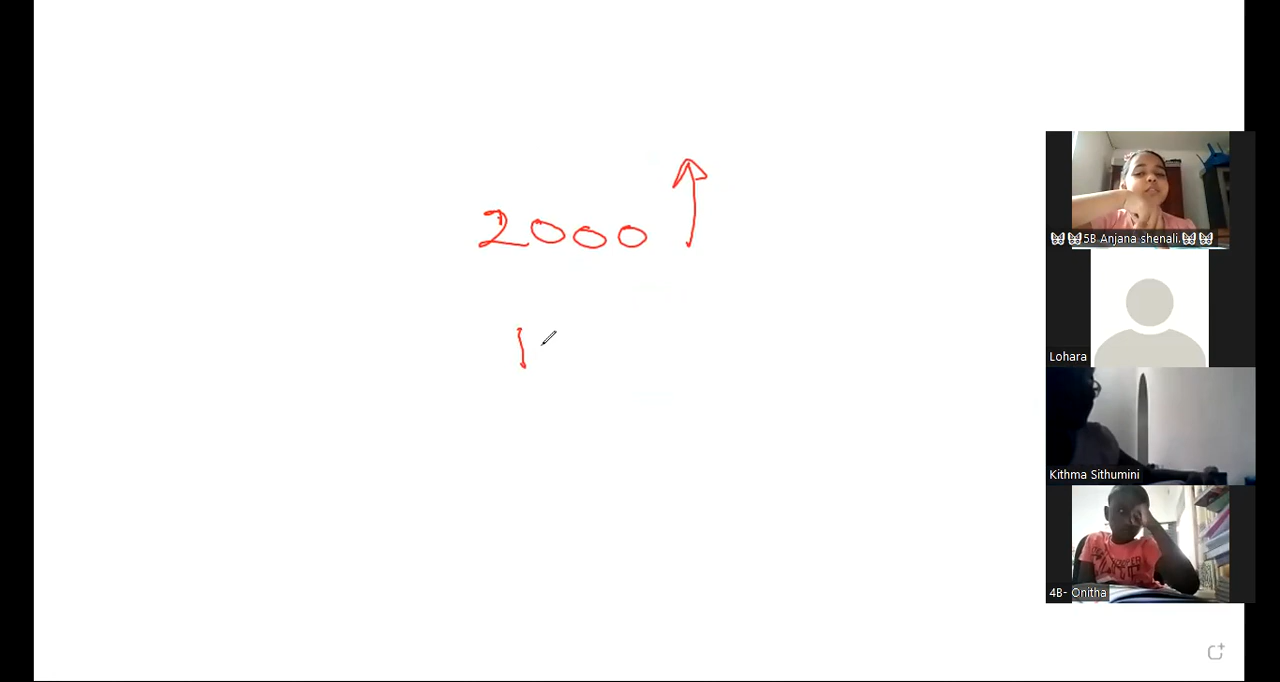 2000 ↑
1
🦋🦋5B Anjana shenali.🦋🦋
Lohara
Kithma Sithumini
4B- Onitha